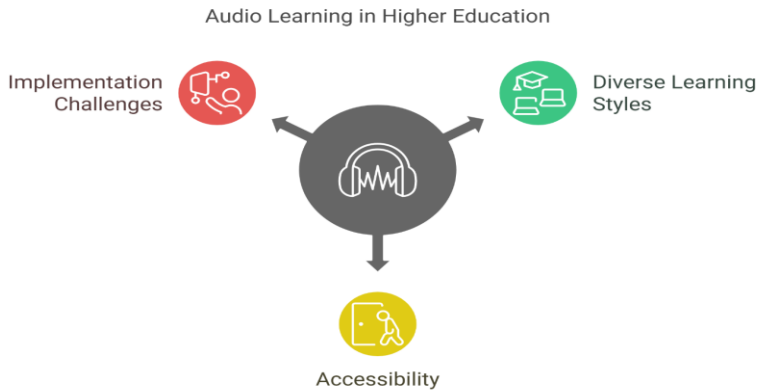 Audio Learning in Higher Education
Implementation
Challenges
Diverse Learning
Styles
Accessibility